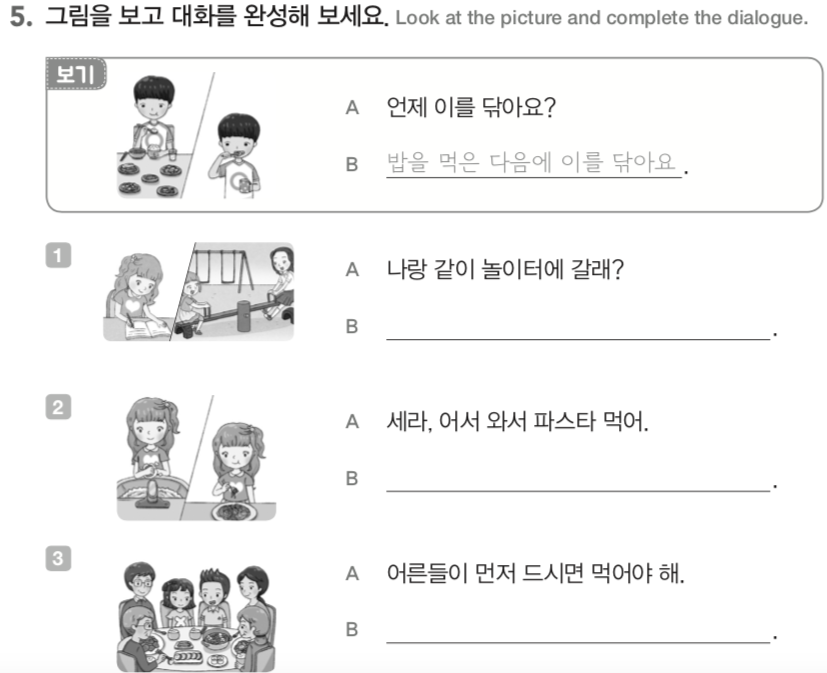 5. 그림을 보고 대화를 완성해 보세요. Look at the picture and complete the dialogue.
보기
A 언제 이를 닦아요?
B 밥을 먹은 다음에 이를 닦아요.
1
A 나랑 같이 놀이터에 갈래?
B .
2
A 세라, 어서 와서 파스타 먹어.
B .
3
A 어른들이 먼저 드시면 먹어야 해.
B .